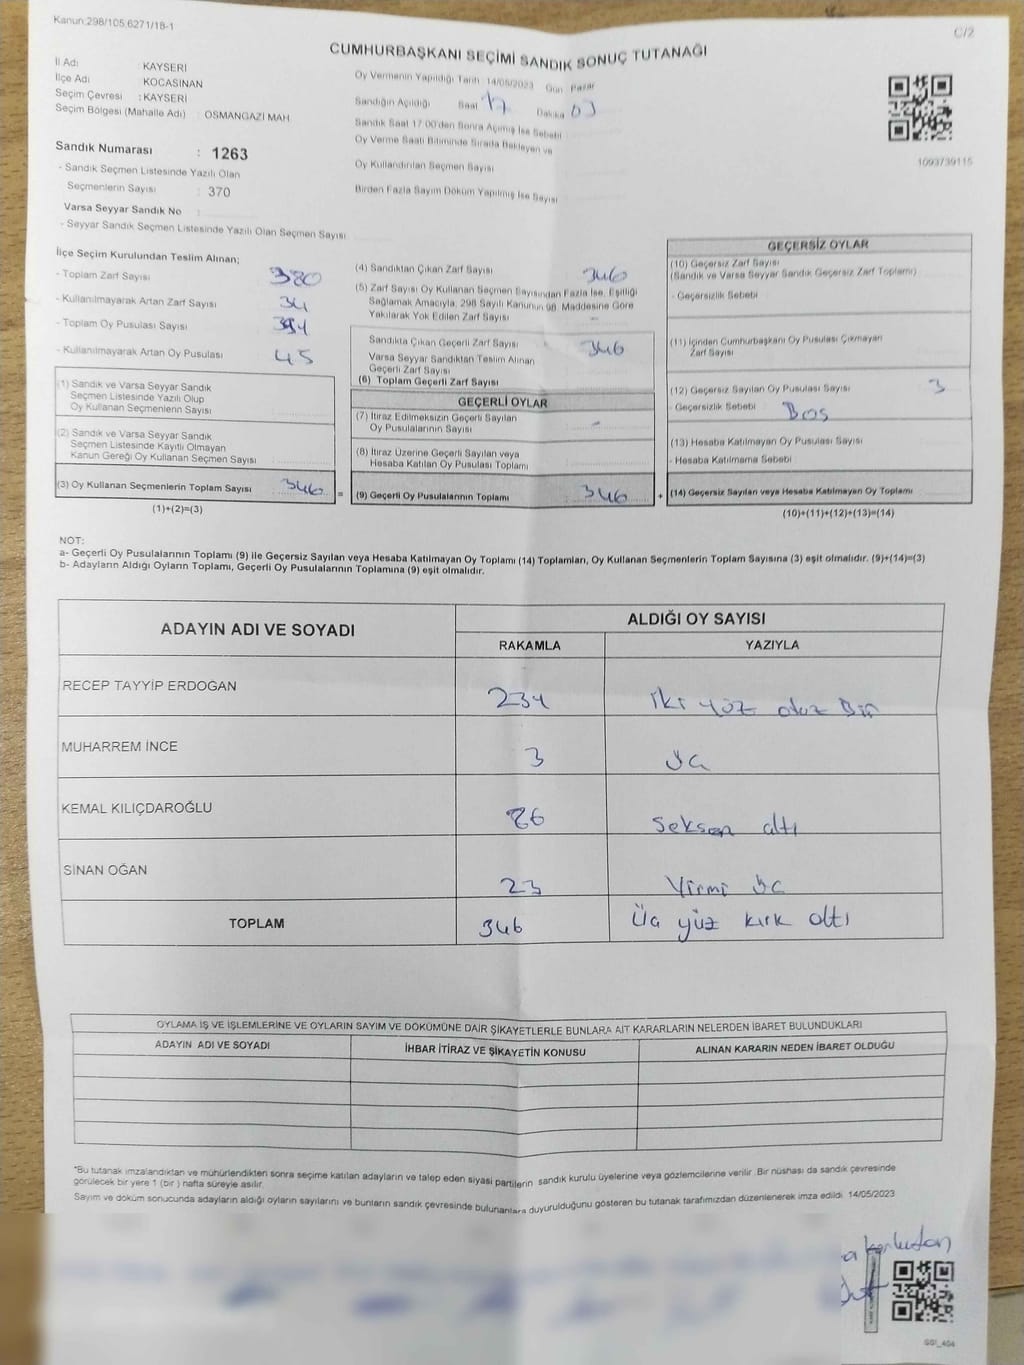 Kanun:298/105,6271/18-1
C/2
CUMHURBAŞKANI SEÇİMİ SANDIK SONUÇ TUTANAĞI
İl Adı : KAYSERİ
İlçe Adı : KOCASİNAN
Seçim Çevresi : KAYSERİ
Seçim Bölgesi (Mahalle Adı) : OSMANGAZİ MAH.
Sandık Numarası : 1263
- Sandık Seçmen Listesinde Yazılı Olan
Seçmenlerin Sayısı : 370
Varsa Seyyar Sandık No :
- Seyyar Sandık Seçmen Listesinde Yazılı Olan Seçmen Sayısı
Oy Vermenin Yapıldığı Tarih 14/05/2023 Gün Pazar
Sandığın Açıldığı Saat 17 Dakika
Sandık Saat 17:00'den Sonra Açılmış İse Sebebi
Oy Verme Saati Bitiminde Sırada Bekleyen ve
Oy Kullandırılan Seçmen Sayısı
Birden Fazla Sayım Döküm Yapılmış İse Sayısı
1093739115
İlçe Seçim Kurulundan Teslim Alınan;
- Toplam Zarf Sayısı 380
- Kullanılmayarak Artan Zarf Sayısı 34
- Toplam Oy Pusulası Sayısı
- Kullanılmayarak Artan Oy Pusulası 45
(1) Sandık ve Varsa Seyyar Sandık
Seçmen Listesinde Yazılı Olup
Oy Kullanan Seçmenlerin Sayısı
(2) Sandık ve Varsa Seyyar Sandık
Seçmen Listesinde Kayıtlı Olmayan
Kanun Gereği Oy Kullanan Seçmen Sayısı
(3) Oy Kullanan Seçmenlerin Toplam Sayısı 346 =
(1)+(2)=(3)
(4) Sandıktan Çıkan Zarf Sayısı 346
(5) Zarf Sayısı Oy Kullanan Seçmen Sayısından Fazla İse, Eşitliği
Sağlamak Amacıyla, 298 Sayılı Kanunun 98. Maddesine Göre
Yakılarak Yok Edilen Zarf Sayısı -
Sandıkta Çıkan Geçerli Zarf Sayısı 346
Varsa Seyyar Sandıktan Teslim Alınan
Geçerli Zarf Sayısı
(6) Toplam Geçerli Zarf Sayısı
GEÇERLİ OYLAR
(7) İtiraz Edilmeksizin Geçerli Sayılan
Oy Pusulalarının Sayısı -
(8) İtiraz Üzerine Geçerli Sayılan veya
Hesaba Katılan Oy Pusulası Toplamı
(9) Geçerli Oy Pusulalarının Toplamı 346 +
GEÇERSİZ OYLAR
(10) Geçersiz Zarf Sayısı
(Sandık ve Varsa Seyyar Sandık Geçersiz Zarf Toplamı)
- Geçersizlik Sebebi
(11) İçinden Cumhurbaşkanı Oy Pusulası Çıkmayan
Zarf Sayısı
(12) Geçersiz Sayılan Oy Pusulası Sayısı 3
- Geçersizlik Sebebi Boş
(13) Hesaba Katılmayan Oy Pusulası Sayısı
- Hesaba Katılmama Sebebi
(14) Geçersiz Sayılan veya Hesaba Katılmayan Oy Toplamı
(10)+(11)+(12)+(13)=(14)
NOT:
a- Geçerli Oy Pusulalarının Toplamı (9) ile Geçersiz Sayılan veya Hesaba Katılmayan Oy Toplamı (14) Toplamları, Oy Kullanan Seçmenlerin Toplam Sayısına (3) eşit olmalıdır. (9)+(14)=(3)
b- Adayların Aldığı Oyların Toplamı, Geçerli Oy Pusulalarının Toplamına (9) eşit olmalıdır.
ADAYIN ADI VE SOYADI
ALDIĞI OY SAYISI
RAKAMLA YAZIYLA
RECEP TAYYİP ERDOĞAN 234 iki yüz otuz Bir
MUHARREM İNCE 3 üç
KEMAL KILIÇDAROĞLU 86 seksen altı
SİNAN OĞAN 23 Yirmi üç
TOPLAM 346 Üç yüz kırk altı
OYLAMA İŞ VE İŞLEMLERİNE VE OYLARIN SAYIM VE DÖKÜMÜNE DAİR ŞİKAYETLERLE BUNLARA AİT KARARLARIN NELERDEN İBARET BULUNDUKLARI
ADAYIN ADI VE SOYADI İHBAR İTİRAZ VE ŞİKAYETİN KONUSU ALINAN KARARIN NEDEN İBARET OLDUĞU
*Bu tutanak imzalandıktan ve mühürlendikten sonra seçime katılan adayların ve talep eden siyasi partilerin sandık kurulu üyelerine veya gözlemcilerine verilir. Bir nüshası da sandık çevresinde
görülecek bir yere 1 (bir ) hafta süreyle asılır.
Sayım ve döküm sonucunda adayların aldığı oyların sayılarını ve bunların sandık çevresinde bulunanlara duyurulduğunu gösteren bu tutanak tarafımızdan düzenlenerek imza edildi. 14/05/2023